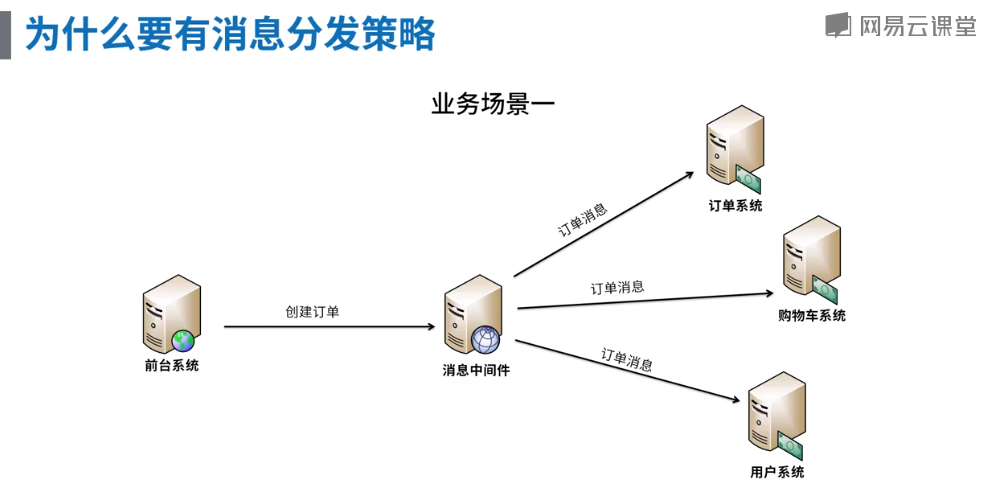 为什么要有消息分发策略
网易云课堂
业务场景一
订单系统
订单消息
购物车系统
订单消息
创建订单
前台系统
消息中间件
订单消息
用户系统